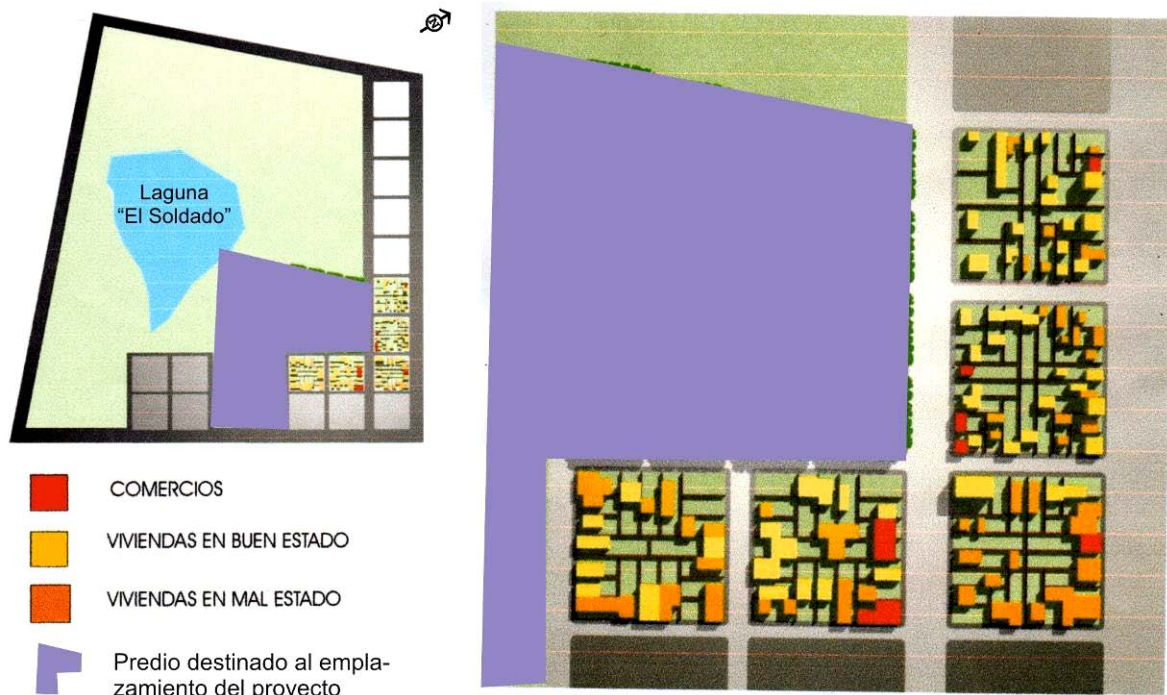 Laguna
"El Soldado"
COMERCIOS
VIVIENDAS EN BUEN ESTADO
VIVIENDAS EN MAL ESTADO
Predio destinado al empla-
zamiento del proyecto